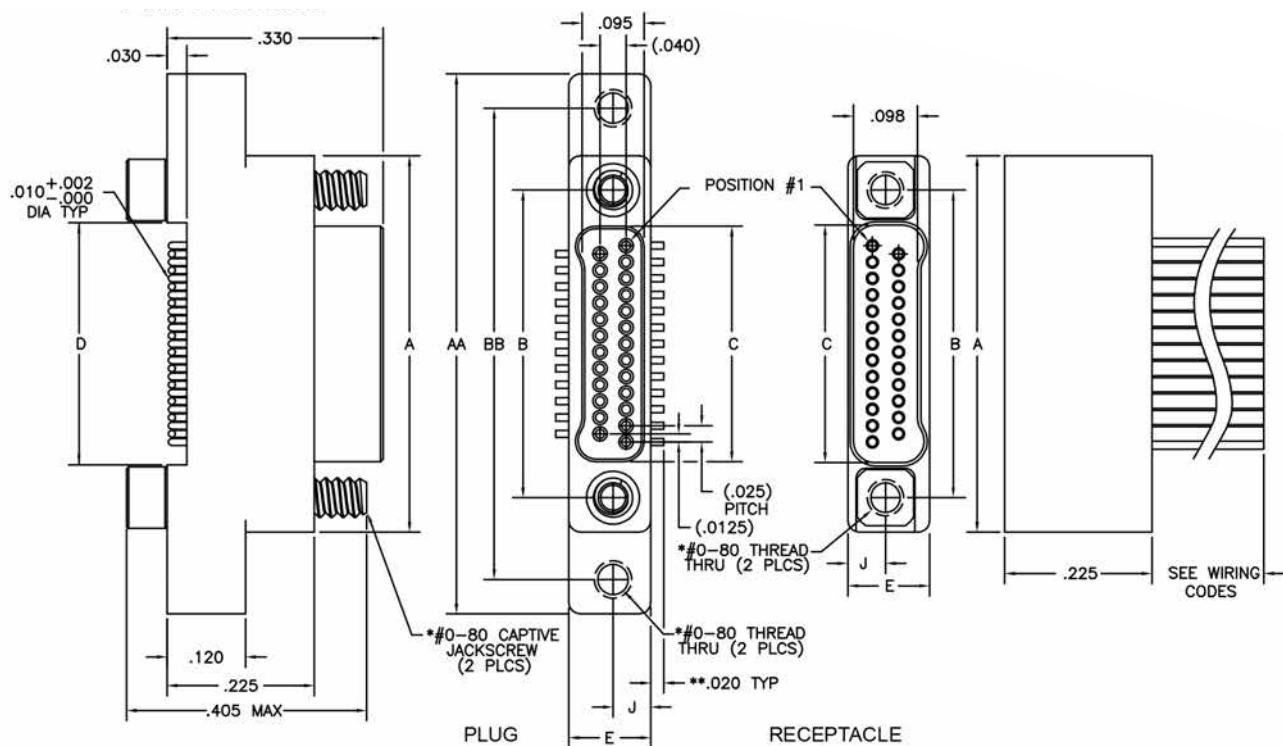 .330
.095
.030
(.040)
.098
.010 +.002 -.000
DIA TYP
POSITION #1
D
A
AA
BB
B
C
C
B
A
(.025)
PITCH
(.0125)
*#0-80 THREAD
THRU (2 PLCS)
J
E
.225
SEE WIRING
CODES
*#0-80 CAPTIVE
JACKSCREW
(2 PLCS)
*#0-80 THREAD
THRU (2 PLCS)
.120
.225
.405 MAX
**.020 TYP
J
E
PLUG
RECEPTACLE